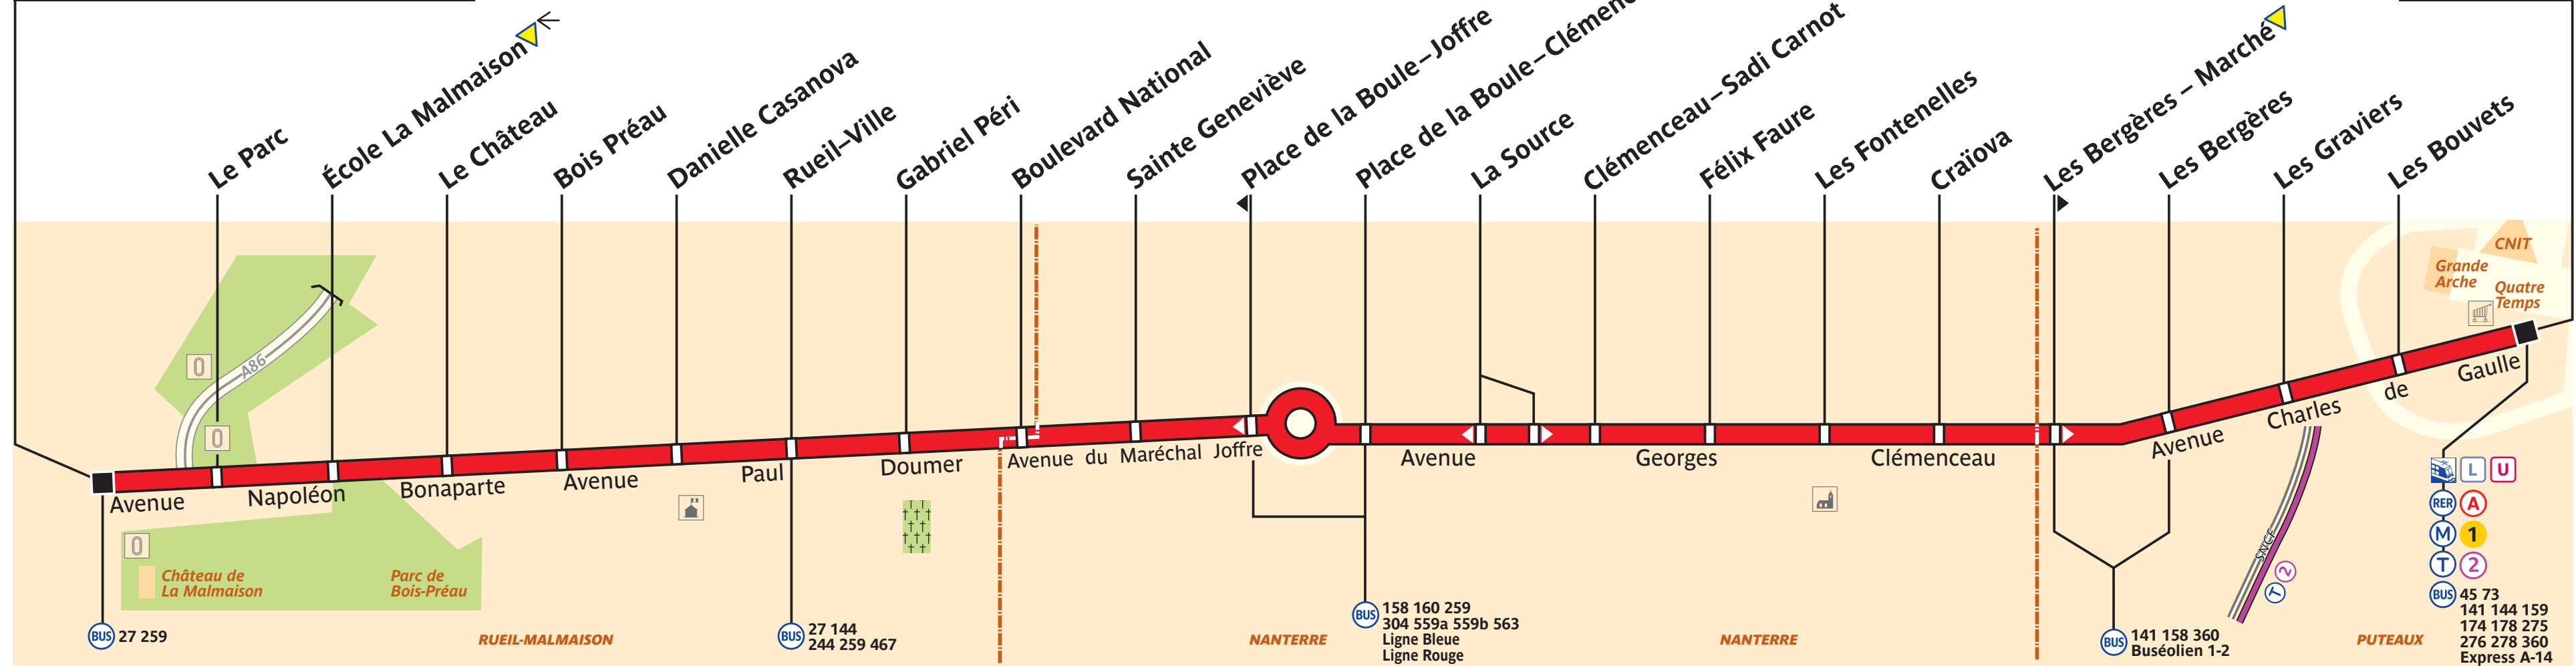 Le Parc
École La Malmaison
Le Château
Bois Préau
Danielle Casanova
Rueil–Ville
Gabriel Péri
Boulevard National
Sainte Geneviève
Place de la Boule–Joffre
Place de la Boule–
La Source
Clémenceau–Sadi Carnot
Félix Faure
Les Fontenelles
Craïova
Les Bergères – Marché
Les Bergères
Les Graviers
Les Bouvets
CNIT
Grande
Arche
Quatre
Temps
A86
Avenue Napoléon Bonaparte
Avenue Paul Doumer
Avenue du Maréchal Joffre
Avenue Georges Clémenceau
Avenue Charles de Gaulle
Château de
La Malmaison
Parc de
Bois-Préau
SNCF
T 2
L U
RER A
M 1
T 2
BUS 45 73
141 144 159
174 178 275
276 278 360
Express A-14
BUS 27 259
BUS 27 144
244 259 467
BUS 158 160 259
304 559a 559b 563
Ligne Bleue
Ligne Rouge
BUS 141 158 360
Buséolien 1-2
RUEIL-MALMAISON
NANTERRE
NANTERRE
PUTEAUX